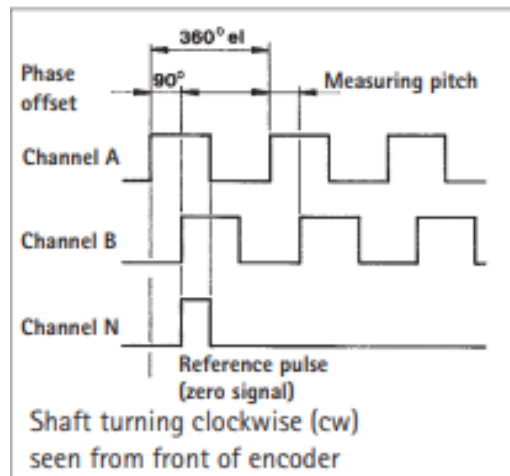 360° el
Phase
offset
90°
Measuring pitch
Channel A
Channel B
Channel N
Reference pulse
(zero signal)
Shaft turning clockwise (cw)
seen from front of encoder